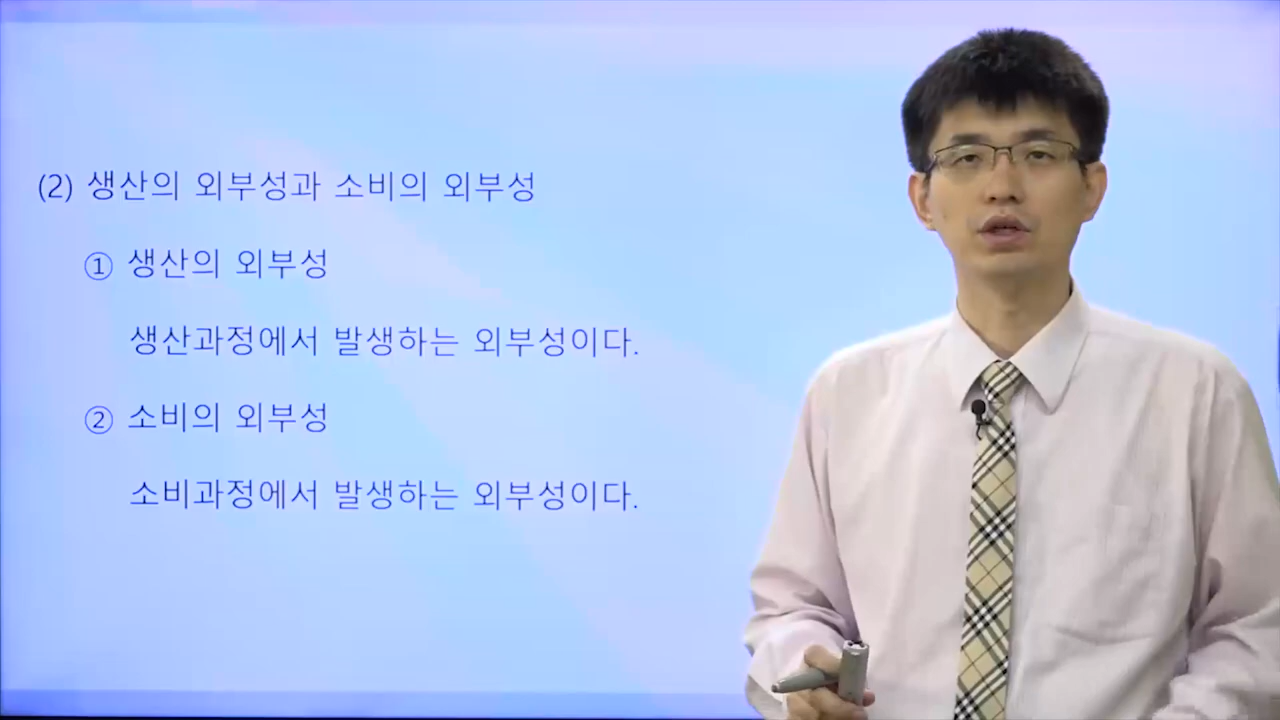 (2) 생산의 외부성과 소비의 외부성
① 생산의 외부성
생산과정에서 발생하는 외부성이다.
② 소비의 외부성
소비과정에서 발생하는 외부성이다.